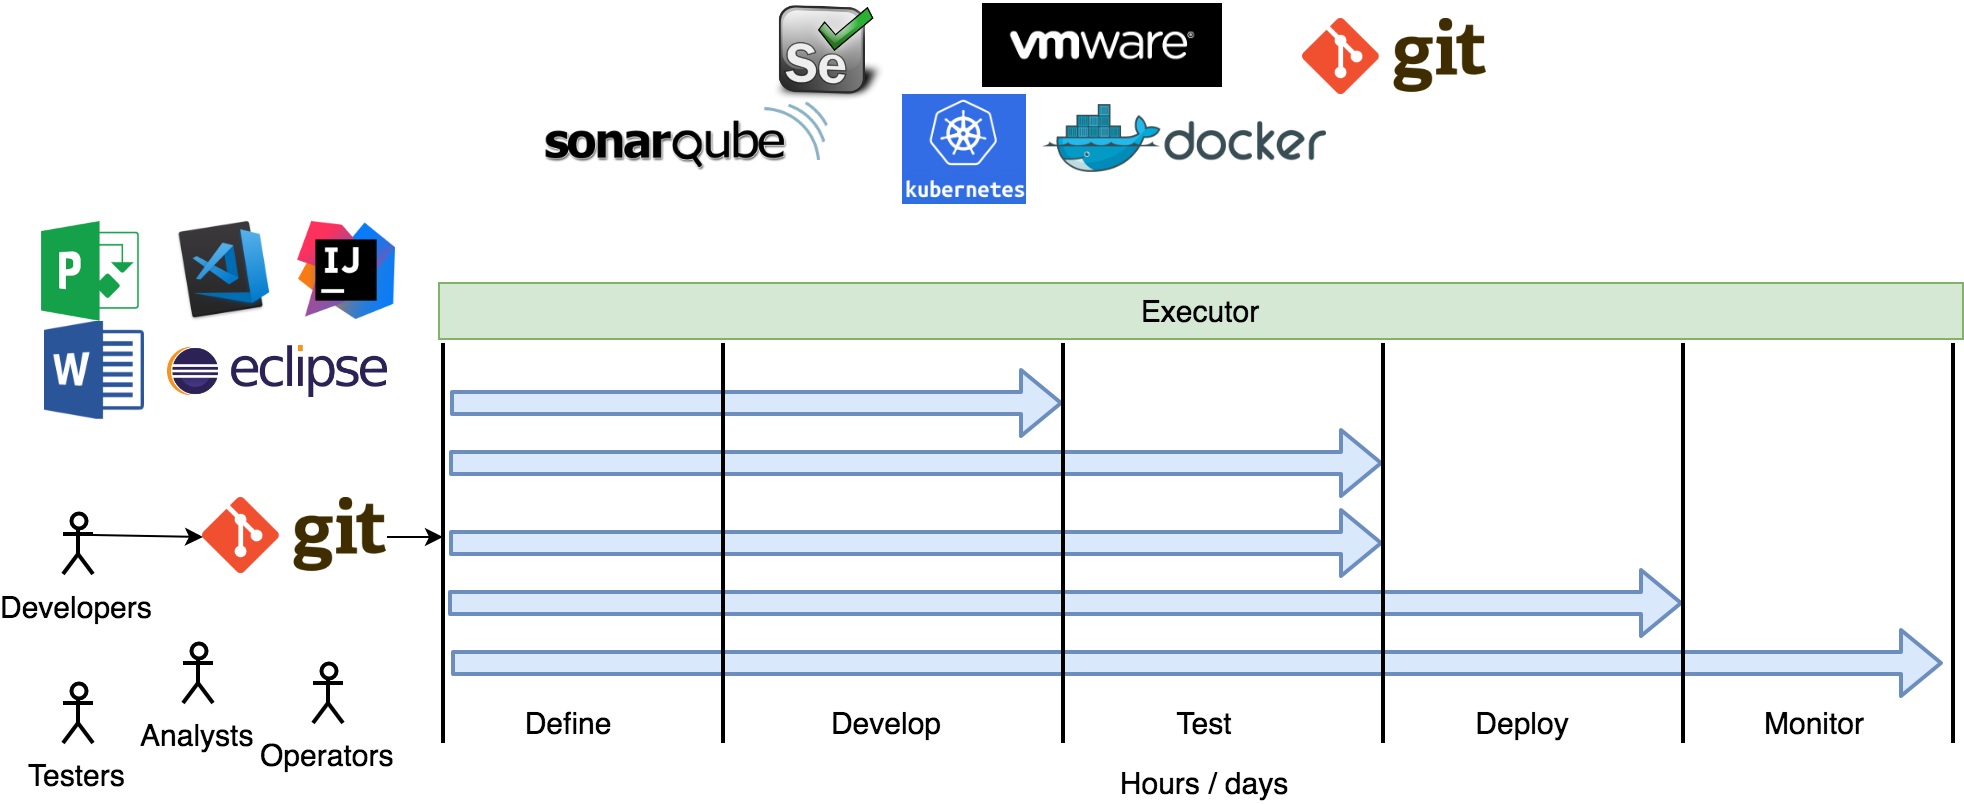 Se
vmware®
git
sonarqube
kubernetes
docker
P
IJ
W
eclipse
Executor
git
Developers
Analysts
Testers
Operators
Define
Develop
Test
Deploy
Monitor
Hours / days